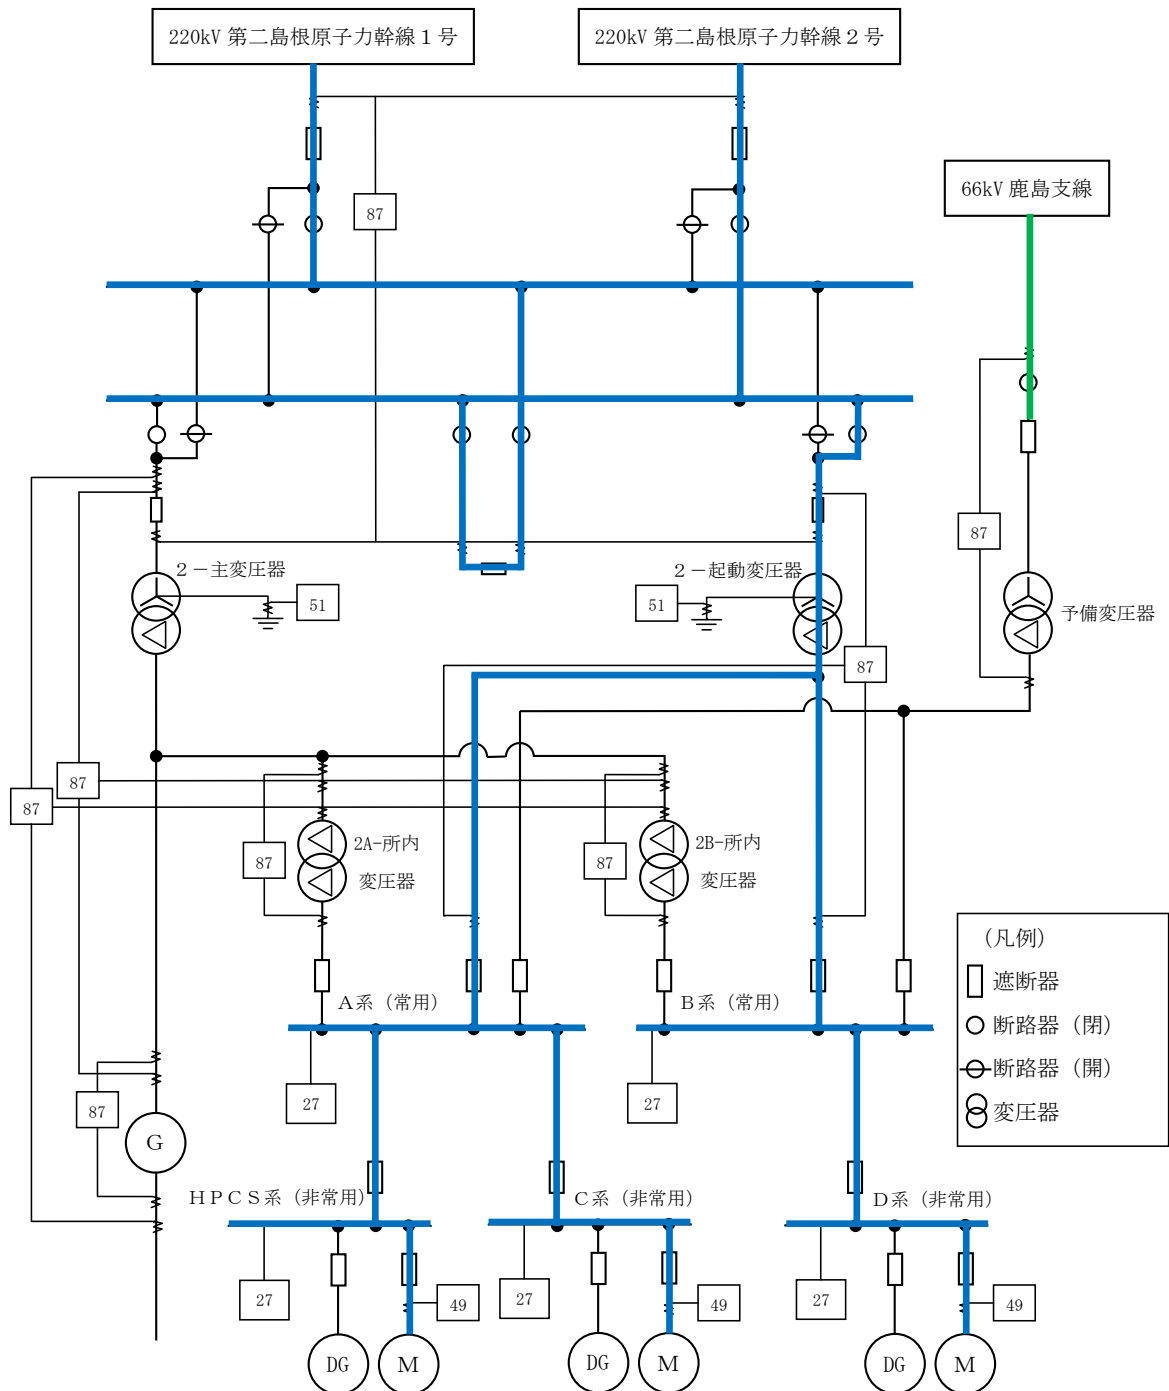 220kV 第二島根原子力幹線１号
220kV 第二島根原子力幹線２号
66kV 鹿島支線
87
87
２－主変圧器
51
２－起動変圧器
51
予備変圧器
87
87
87
2A-所内
変圧器
87
2B-所内
変圧器
87
(凡例)
遮断器
断路器（閉）
断路器（開）
変圧器
Ａ系（常用）
Ｂ系（常用）
27
27
87
G
ＨＰＣＳ系（非常用）
Ｃ系（非常用）
Ｄ系（非常用）
27
49
27
49
27
49
DG
M
DG
M
DG
M